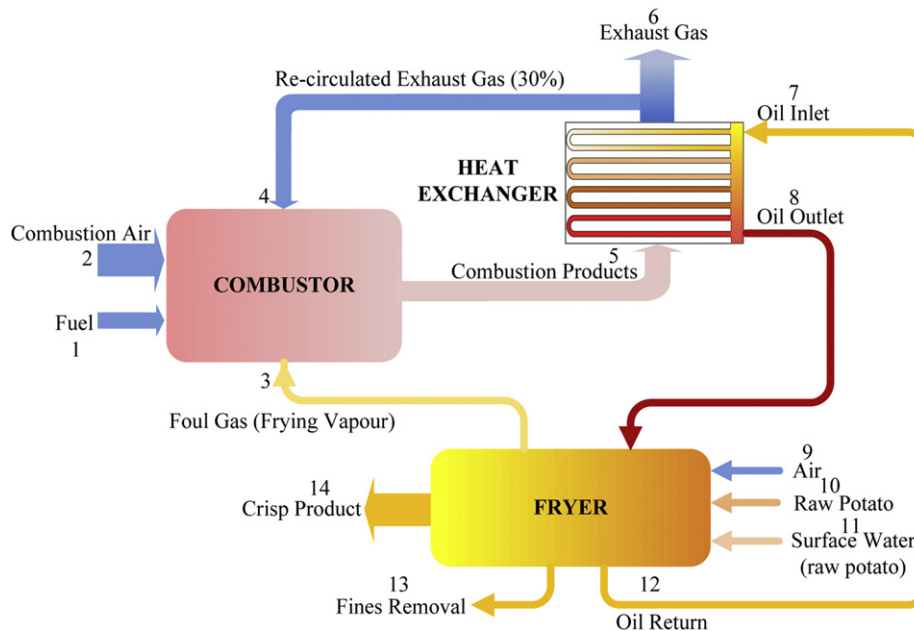 6
Exhaust Gas
Re-circulated Exhaust Gas (30%)
7
Oil Inlet
HEAT
EXCHANGER
4
8
Oil Outlet
Combustion Air
2
5
Combustion Products
COMBUSTOR
Fuel
1
3
Foul Gas (Frying Vapour)
9
Air
14
Crisp Product
10
Raw Potato
FRYER
11
Surface Water
(raw potato)
13
Fines Removal
12
Oil Return